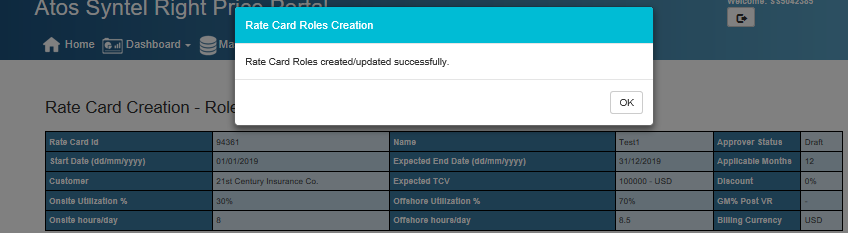 Atos Syntel Right Price Portal
Welcome: SS5042385
Home Dashboard Ma
Rate Card Roles Creation
Rate Card Roles created/updated successfully.
OK
Rate Card Creation - Role
Rate Card Id 94361 Name Test1 Approver Status Draft
Start Date (dd/mm/yyyy) 01/01/2019 Expected End Date (dd/mm/yyyy) 31/12/2019 Applicable Months 12
Customer 21st Century Insurance Co. Expected TCV 100000 - USD Discount 0%
Onsite Utilization % 30% Offshore Utilization % 70% GM% Post VR -
Onsite hours/day 8 Offshore hours/day 8.5 Billing Currency USD